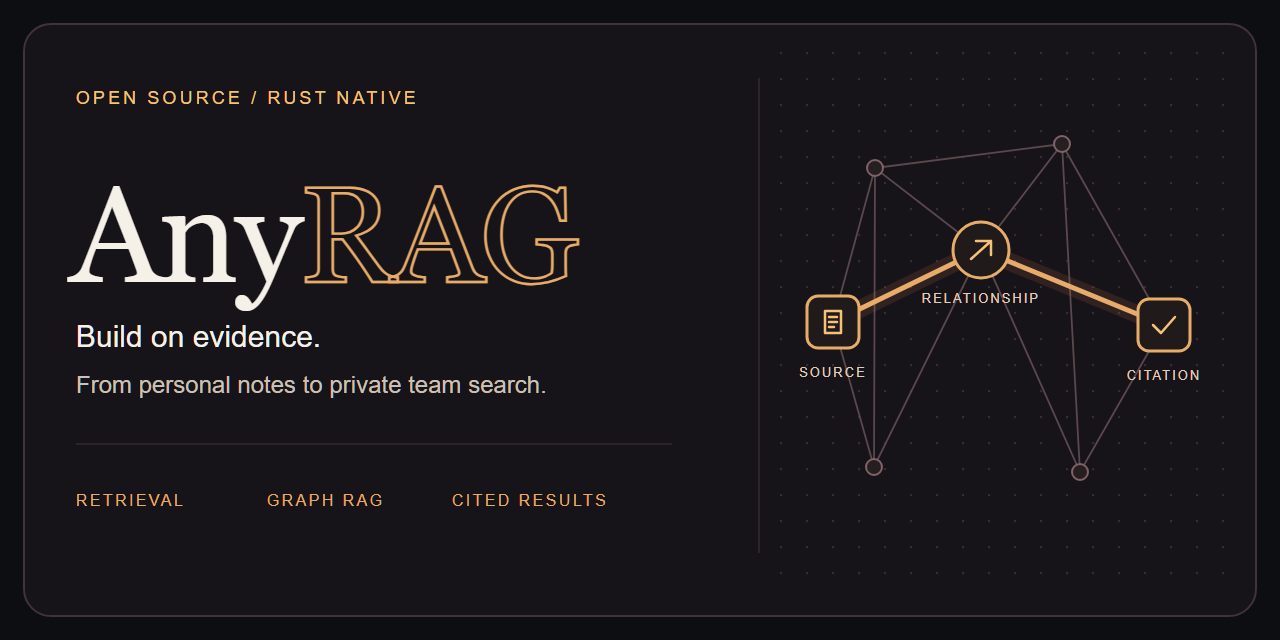 OPEN SOURCE / RUST NATIVE
AnyRAG
Build on evidence.
From personal notes to private team search.
RETRIEVAL
GRAPH RAG
CITED RESULTS
RELATIONSHIP
SOURCE
CITATION